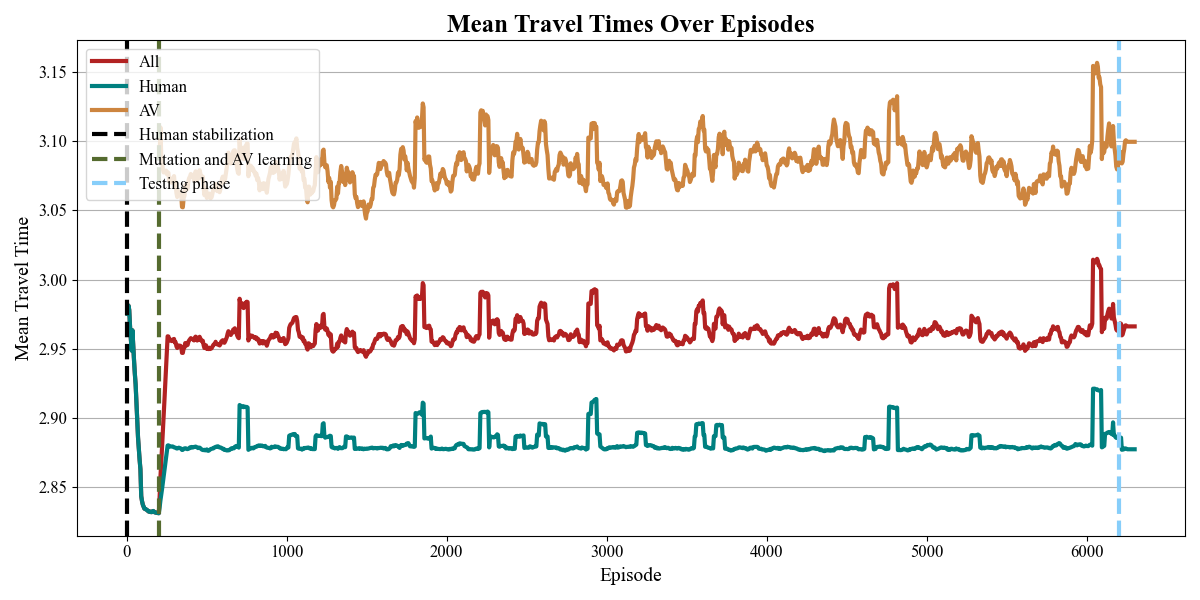 Mean Travel Times Over Episodes
All
Human
AV
Human stabilization
Mutation and AV learning
Testing phase
Mean Travel Time
3.15
3.10
3.05
3.00
2.95
2.90
2.85
0 1000 2000 3000 4000 5000 6000
Episode